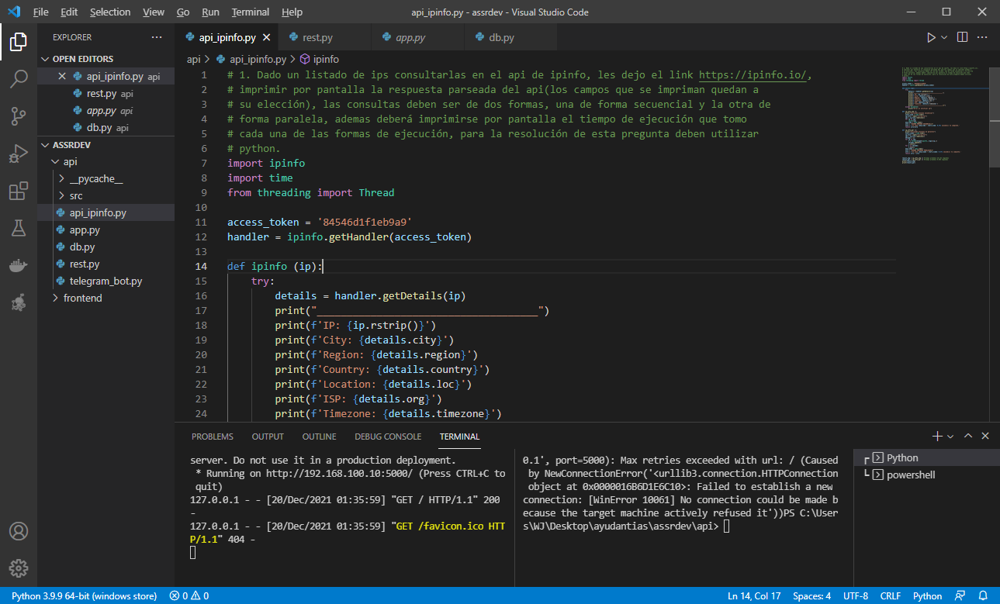 File Edit Selection View Go Run Terminal Help
api_ipinfo.py - assrdev - Visual Studio Code
EXPLORER
OPEN EDITORS
api_ipinfo.py api
rest.py api
app.py api
db.py api
ASSRDEV
api
__pycache__
src
api_ipinfo.py
app.py
db.py
rest.py
telegram_bot.py
frontend
api_ipinfo.py rest.py app.py db.py
api > api_ipinfo.py > ipinfo
1 # 1. Dado un listado de ips consultarlas en el api de ipinfo, les dejo el link https://ipinfo.io/,
2 # imprimir por pantalla la respuesta parseada del api(los campos que se impriman quedan a
3 # su elección), las consultas deben ser de dos formas, una de forma secuencial y la otra de
4 # forma paralela, ademas deberá imprimirse por pantalla el tiempo de ejecución que tomo
5 # cada una de las formas de ejecución, para la resolución de esta pregunta deben utilizar
6 # python.
7 import ipinfo
8 import time
9 from threading import Thread
10
11 access_token = '84546d1f1eb9a9'
12 handler = ipinfo.getHandler(access_token)
13
14 def ipinfo (ip):
15 try:
16 details = handler.getDetails(ip)
17 print("_____________________________________")
18 print(f'IP: {ip.rstrip()}')
19 print(f'City: {details.city}')
20 print(f'Region: {details.region}')
21 print(f'Country: {details.country}')
22 print(f'Location: {details.loc}')
23 print(f'ISP: {details.org}')
24 print(f'Timezone: {details.timezone}')
PROBLEMS OUTPUT OUTLINE DEBUG CONSOLE TERMINAL
server. Do not use it in a production deployment.
* Running on http://192.168.100.10:5000/ (Press CTRL+C to
quit)
127.0.0.1 - - [20/Dec/2021 01:35:59] "GET / HTTP/1.1" 200
-
127.0.0.1 - - [20/Dec/2021 01:35:59] "GET /favicon.ico HTT
P/1.1" 404 -
0.1', port=5000): Max retries exceeded with url: / (Caused
by NewConnectionError('<urllib3.connection.HTTPConnection
object at 0x0000016B6D1E6C10>: Failed to establish a new
connection: [WinError 10061] No connection could be made b
ecause the target machine actively refused it'))PS C:\User
s\WJ\Desktop\ayudantias\assrdev\api>
Python
powershell
Python 3.9.9 64-bit (windows store) 0 0 Ln 14, Col 17 Spaces: 4 UTF-8 CRLF Python